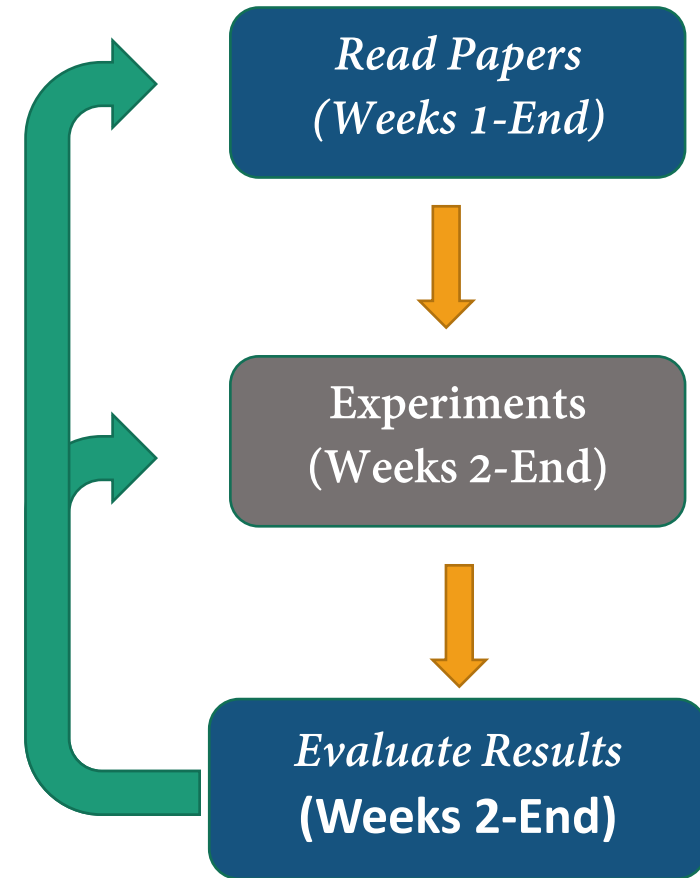 Read Papers
(Weeks 1-End)
Experiments
(Weeks 2-End)
Evaluate Results
(Weeks 2-End)